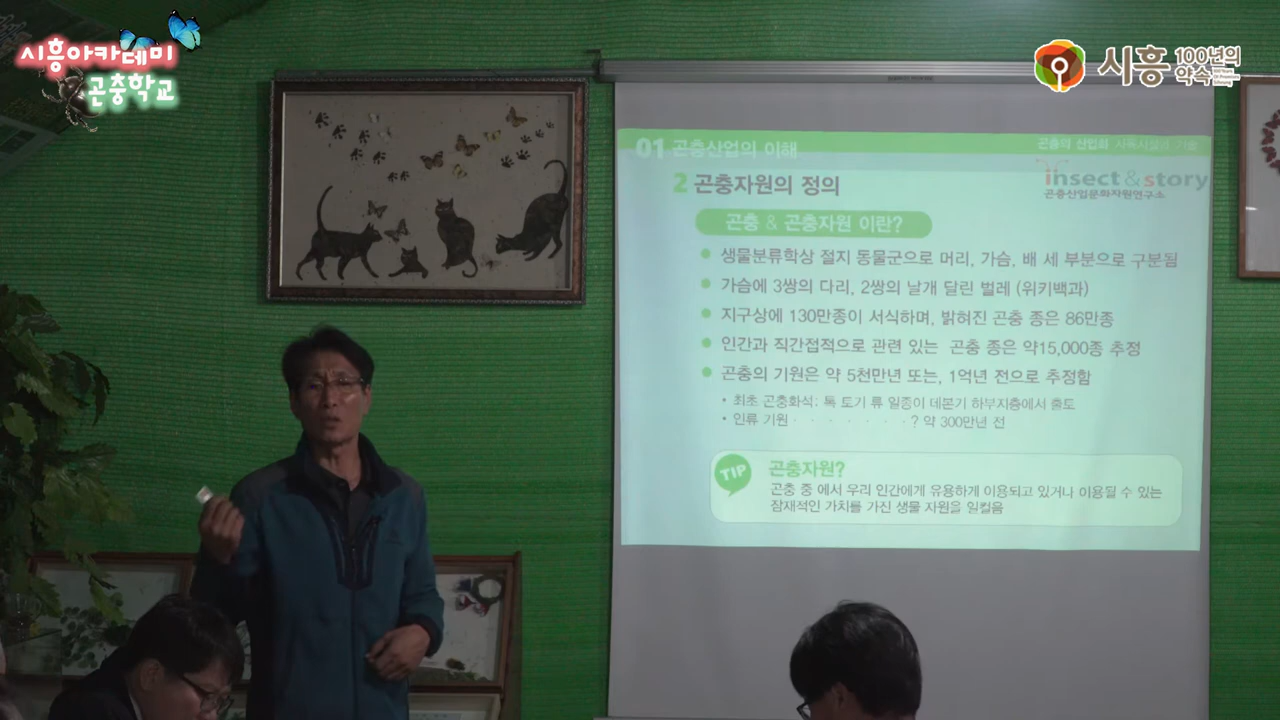 시흥아카데미
곤충학교
시흥 100년의 약속
01 곤충산업의 이해
곤충의 산업화 사육시설과 기술
insect & story
곤충산업문화자원연구소
2 곤충자원의 정의
곤충 & 곤충자원 이란?
생물분류학상 절지 동물군으로 머리, 가슴, 배 세 부분으로 구분됨
가슴에 3쌍의 다리, 2쌍의 날개 달린 벌레 (위키백과)
지구상에 130만종이 서식하며, 밝혀진 곤충 종은 86만종
인간과 직간접적으로 관련 있는 곤충 종은 약15,000종 추정
곤충의 기원은 약 5천만년 또는, 1억년 전으로 추정함
• 최초 곤충화석: 톡 토기 류 일종이 데본기 하부지층에서 출토
• 인류 기원 · · · · · · · ? 약 300만년 전
TIP
곤충자원?
곤충 중 에서 우리 인간에게 유용하게 이용되고 있거나 이용될 수 있는
잠재적인 가치를 가진 생물 자원을 일컬음